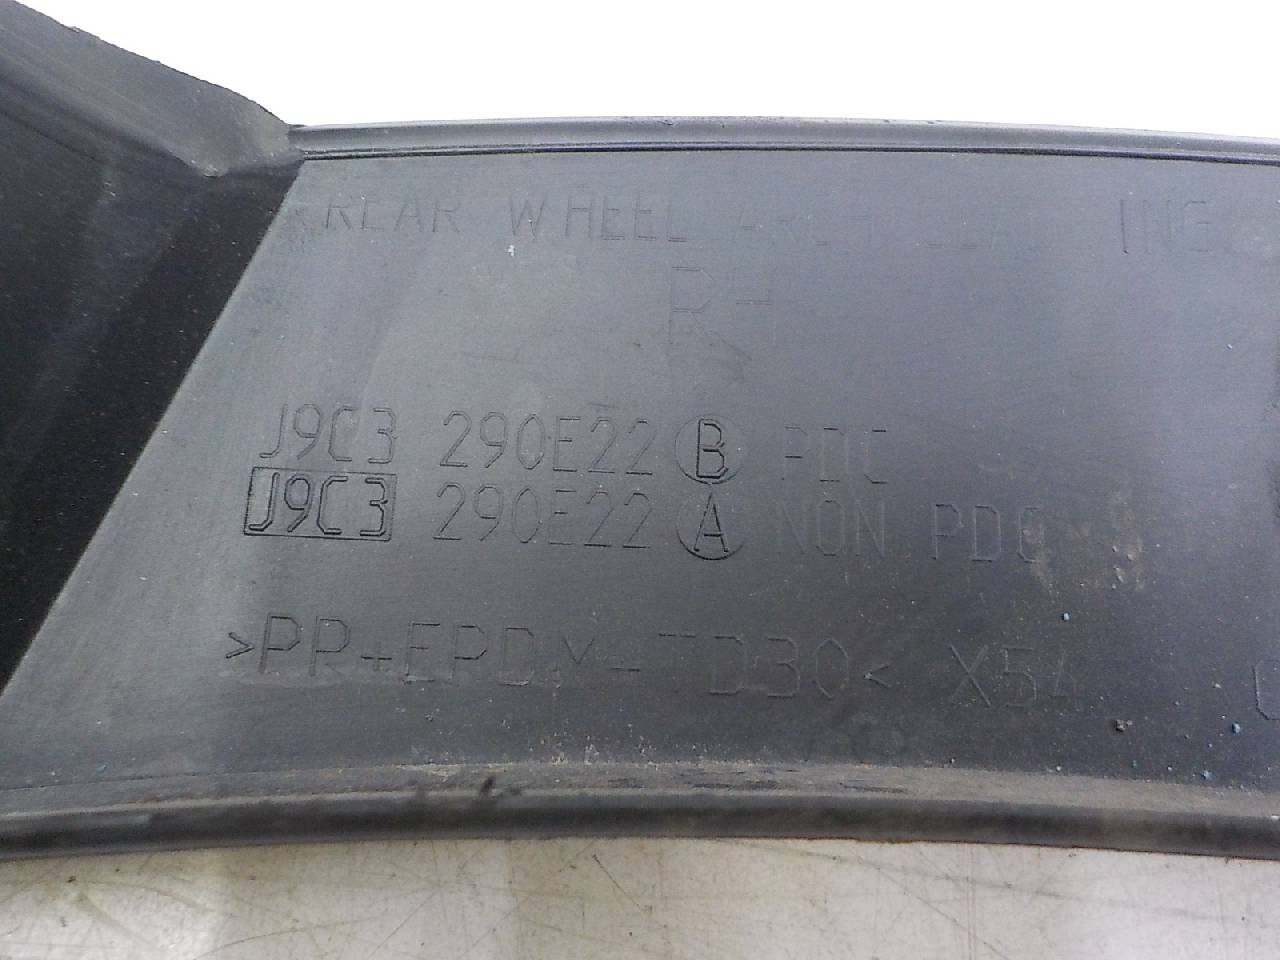 REAR WHEEL ARCH CLADDING
RH
J9C3 290E22 B PDC
J9C3 290E22 A NON PDC
>PP+EPDM-TD30< X54